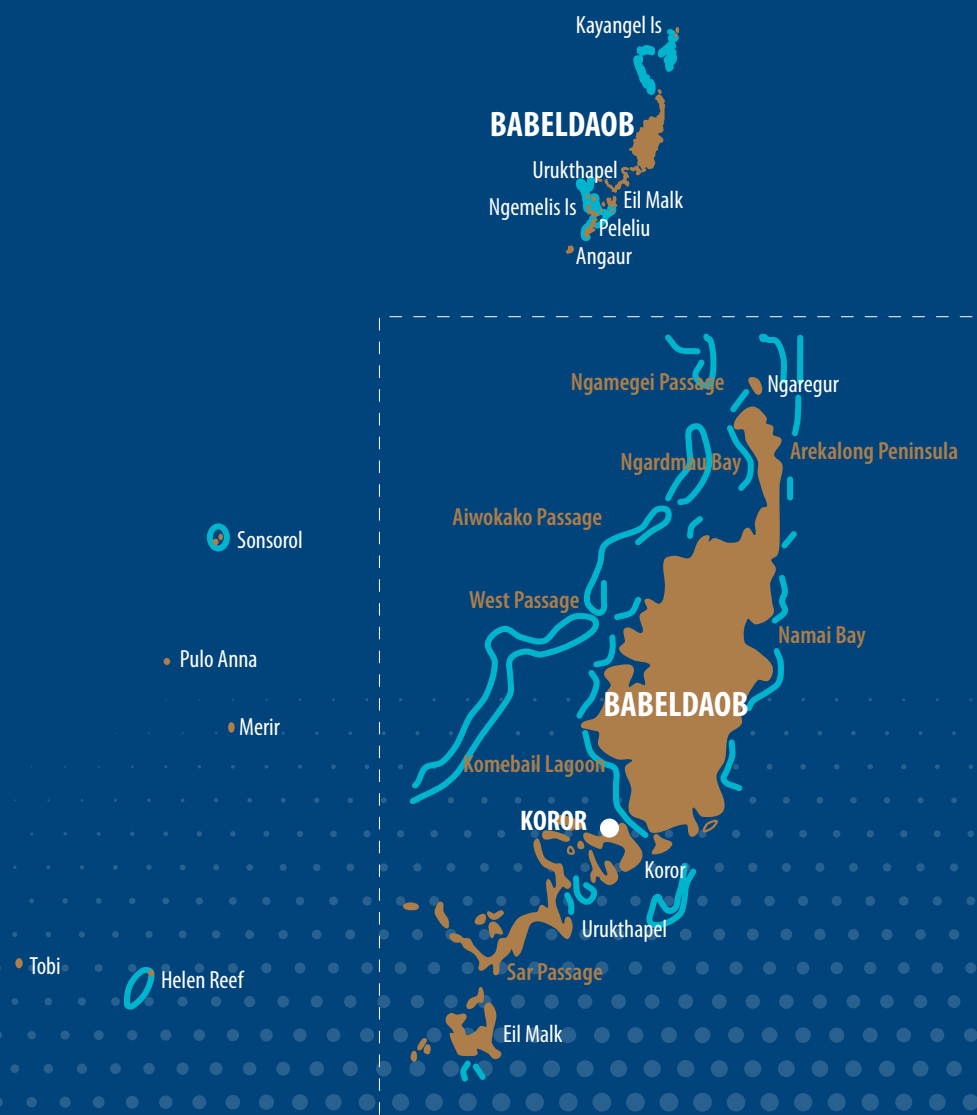 Kayangel Is
BABELDAOB
Urukthapel
Eil Malk
Ngemelis Is
Peleliu
Angaur
Ngamegei Passage
Ngaregur
Ngardmau Bay
Arekalong Peninsula
Aiwokako Passage
Sonsorol
West Passage
Namai Bay
Pulo Anna
BABELDAOB
Merir
Komebail Lagoon
KOROR
Koror
Urukthapel
Tobi
Sar Passage
Helen Reef
Eil Malk